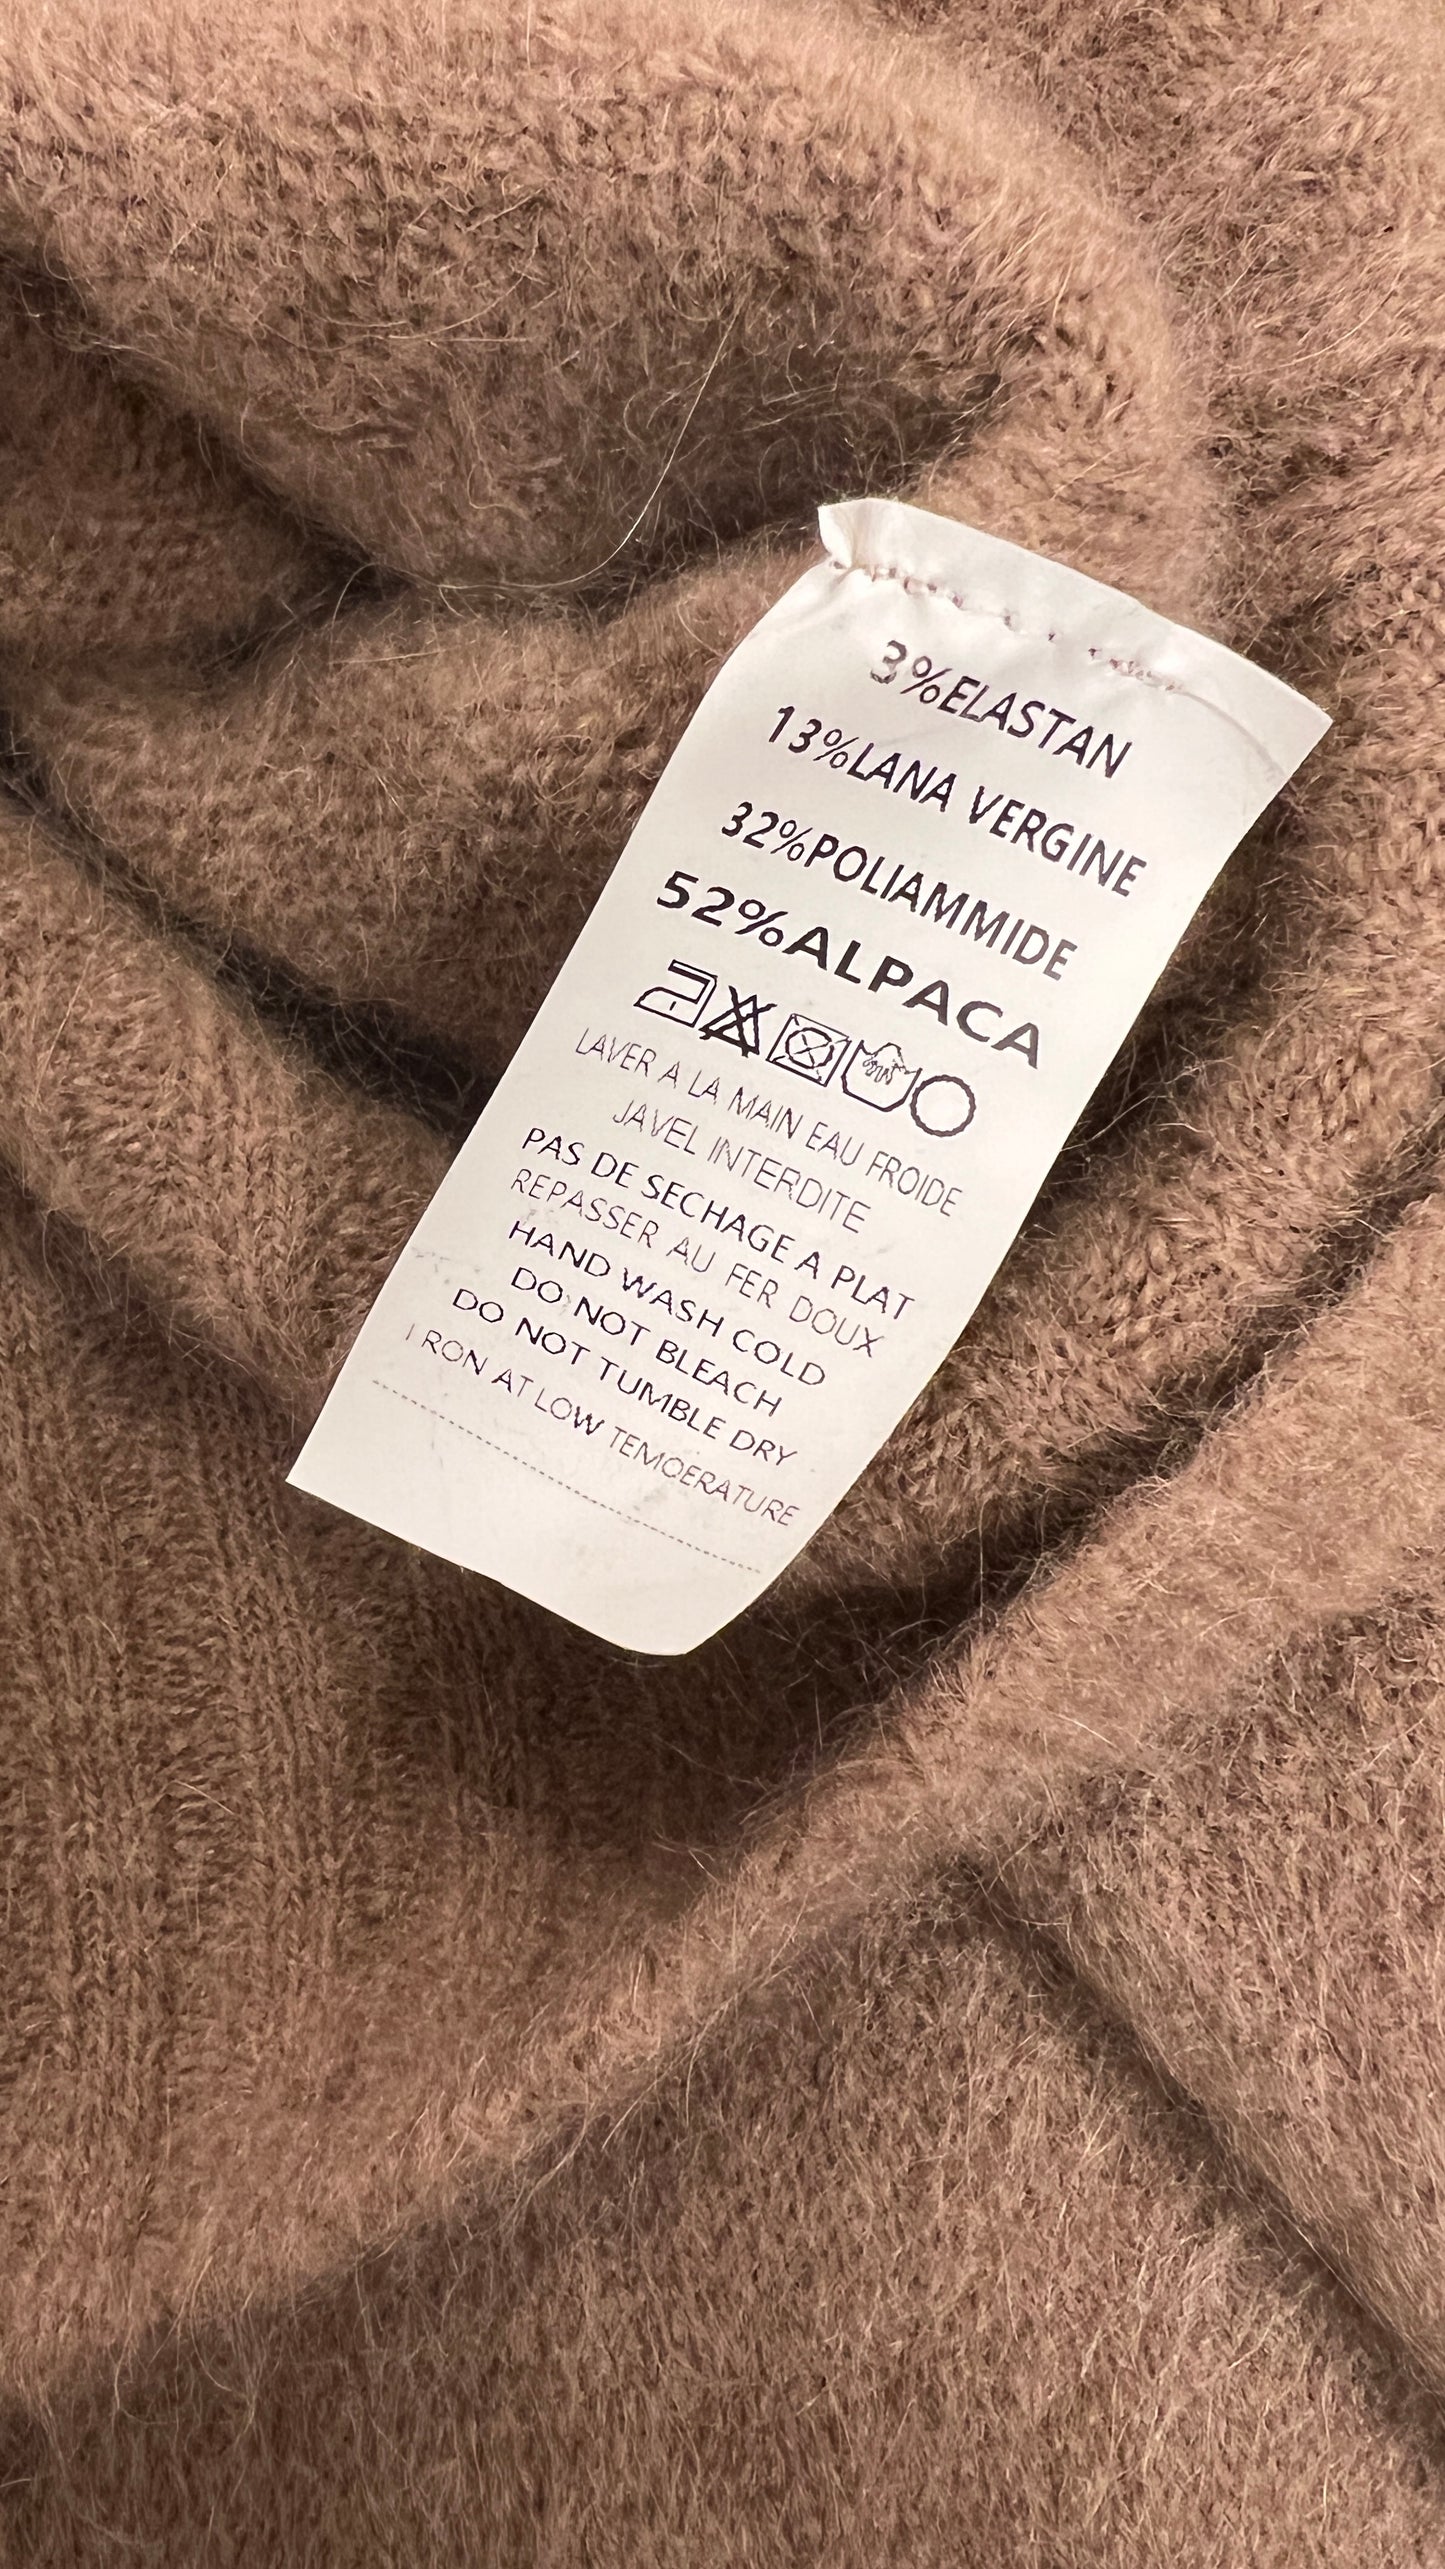 3%ELASTAN
13%LANA VERGINE
32%POLIAMMIDE
52%ALPACA
LAVER A LA MAIN EAU FROIDE
JAVEL INTERDITE
PAS DE SECHAGE A PLAT
REPASSER AU FER DOUX
HAND WASH COLD
DO NOT BLEACH
DO NOT TUMBLE DRY
I RON AT LOW TEMOERATURE